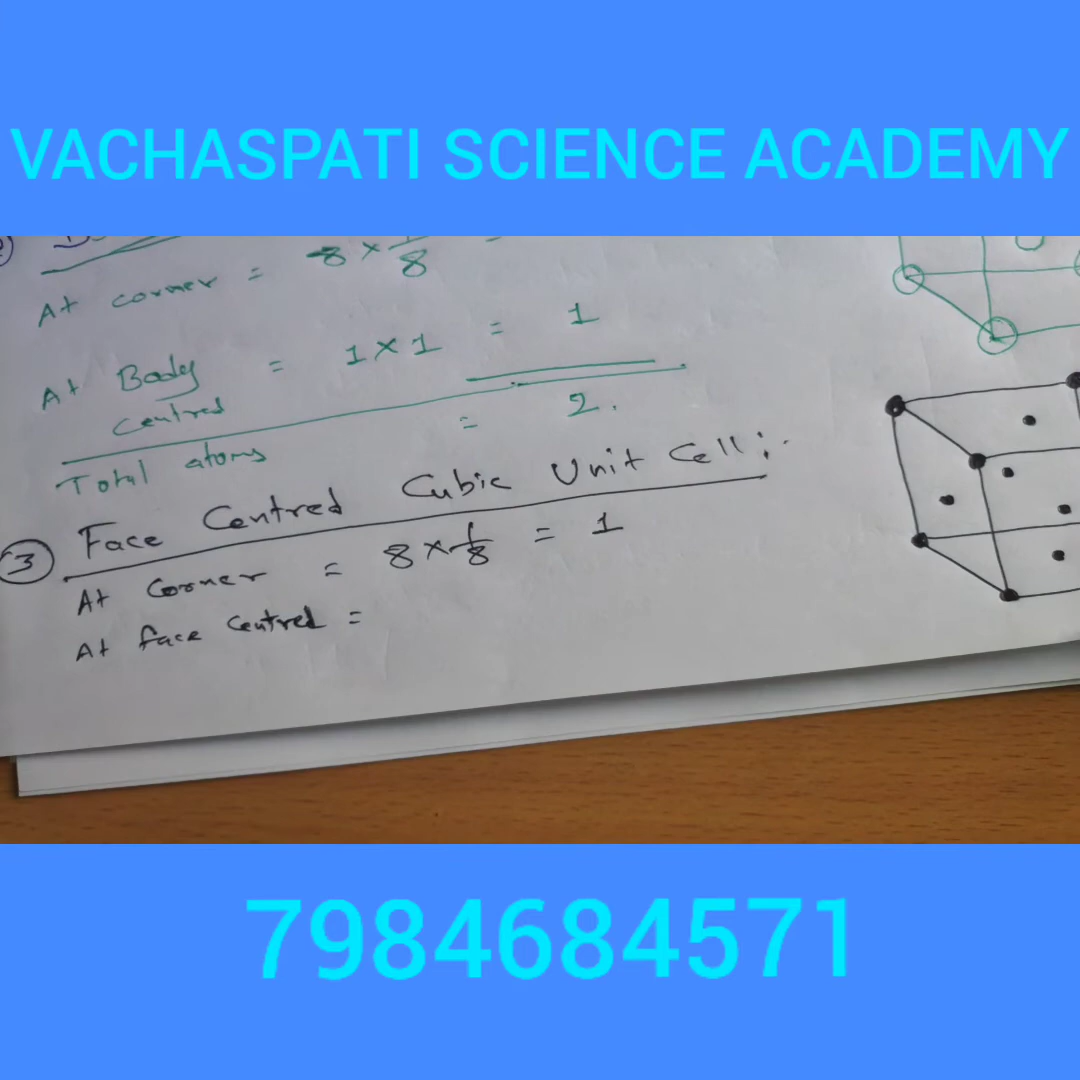 VACHASPATI SCIENCE ACADEMY
At corner = 8 × 1/8 =
At Body = 1 × 1 = 1
Centred
Total atoms = 2.
③ Face Centred Cubic Unit Cell :-
At Corner = 8 × 1/8 = 1
At face Centred =
7984684571